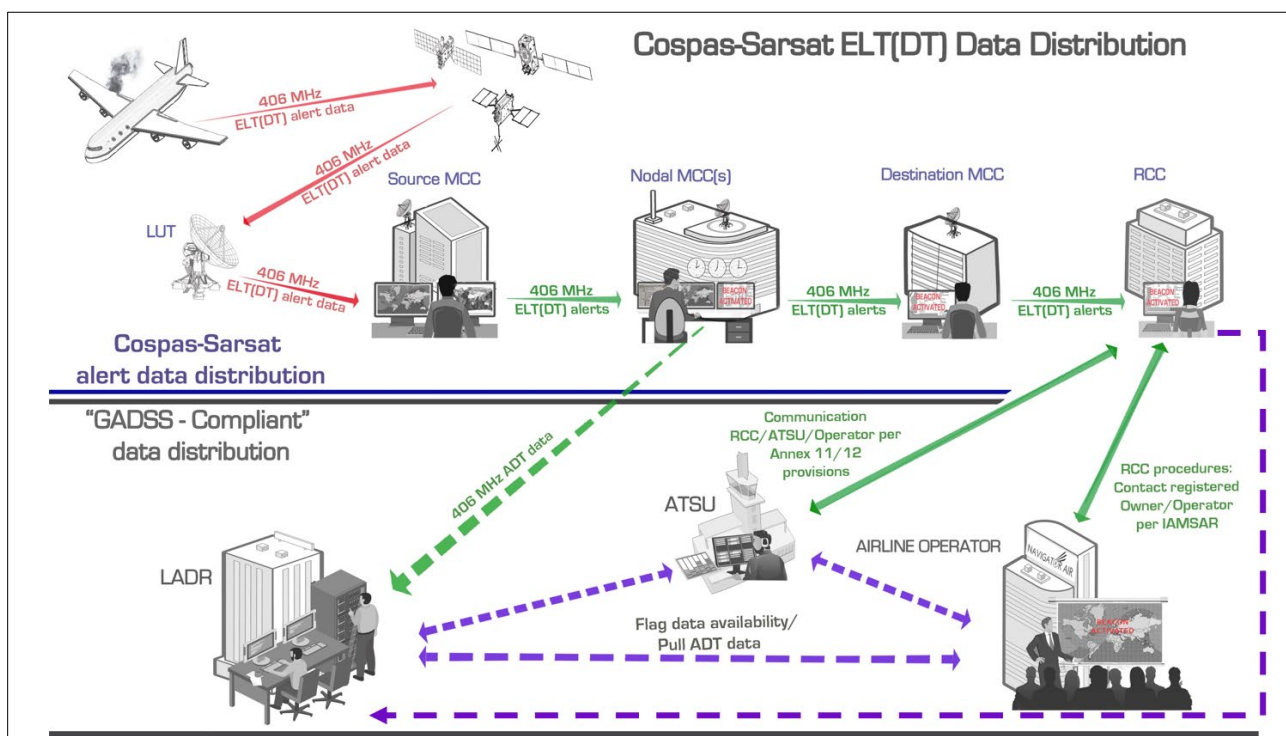 Cospas-Sarsat ELT(DT) Data Distribution
406 MHz
ELT(DT) alert data
406 MHz
ELT(DT) alert data
LUT
406 MHz
ELT(DT) alert data
Source MCC
406 MHz
ELT(DT) alerts
Nodal MCC(s)
BEACON
ACTIVATED
406 MHz
ELT(DT) alerts
Destination MCC
BEACON
ACTIVATED
406 MHz
ELT(DT) alerts
RCC
BEACON
ACTIVATED
Cospas-Sarsat
alert data distribution
“GADSS - Compliant”
data distribution
406 MHz ADT data
Communication
RCC/ATSU/Operator per
Annex 11/12
provisions
RCC procedures:
Contact registered
Owner/Operator
per IAMSAR
LADR
ATSU
AIRLINE OPERATOR
NAVIGATOR AIR
BEACON
ACTIVATED
Flag data availability/
Pull ADT data